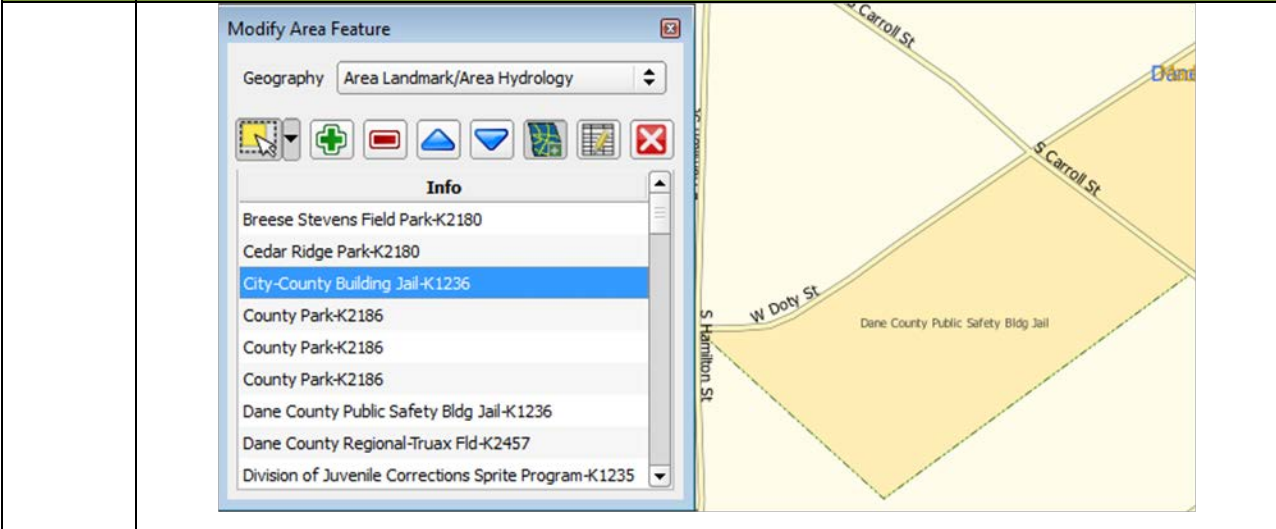 Modify Area Feature
Geography Area Landmark/Area Hydrology
Info
Breese Stevens Field Park-K2180
Cedar Ridge Park-K2180
City-County Building Jail-K1236
County Park-K2186
County Park-K2186
County Park-K2186
Dane County Public Safety Bldg Jail-K1236
Dane County Regional-Truax Fld-K2457
Division of Juvenile Corrections Sprite Program-K1235
S Carroll St
Dane
S Carroll St
W Doty St
Dane County Public Safety Bldg Jail
S Hamilton St